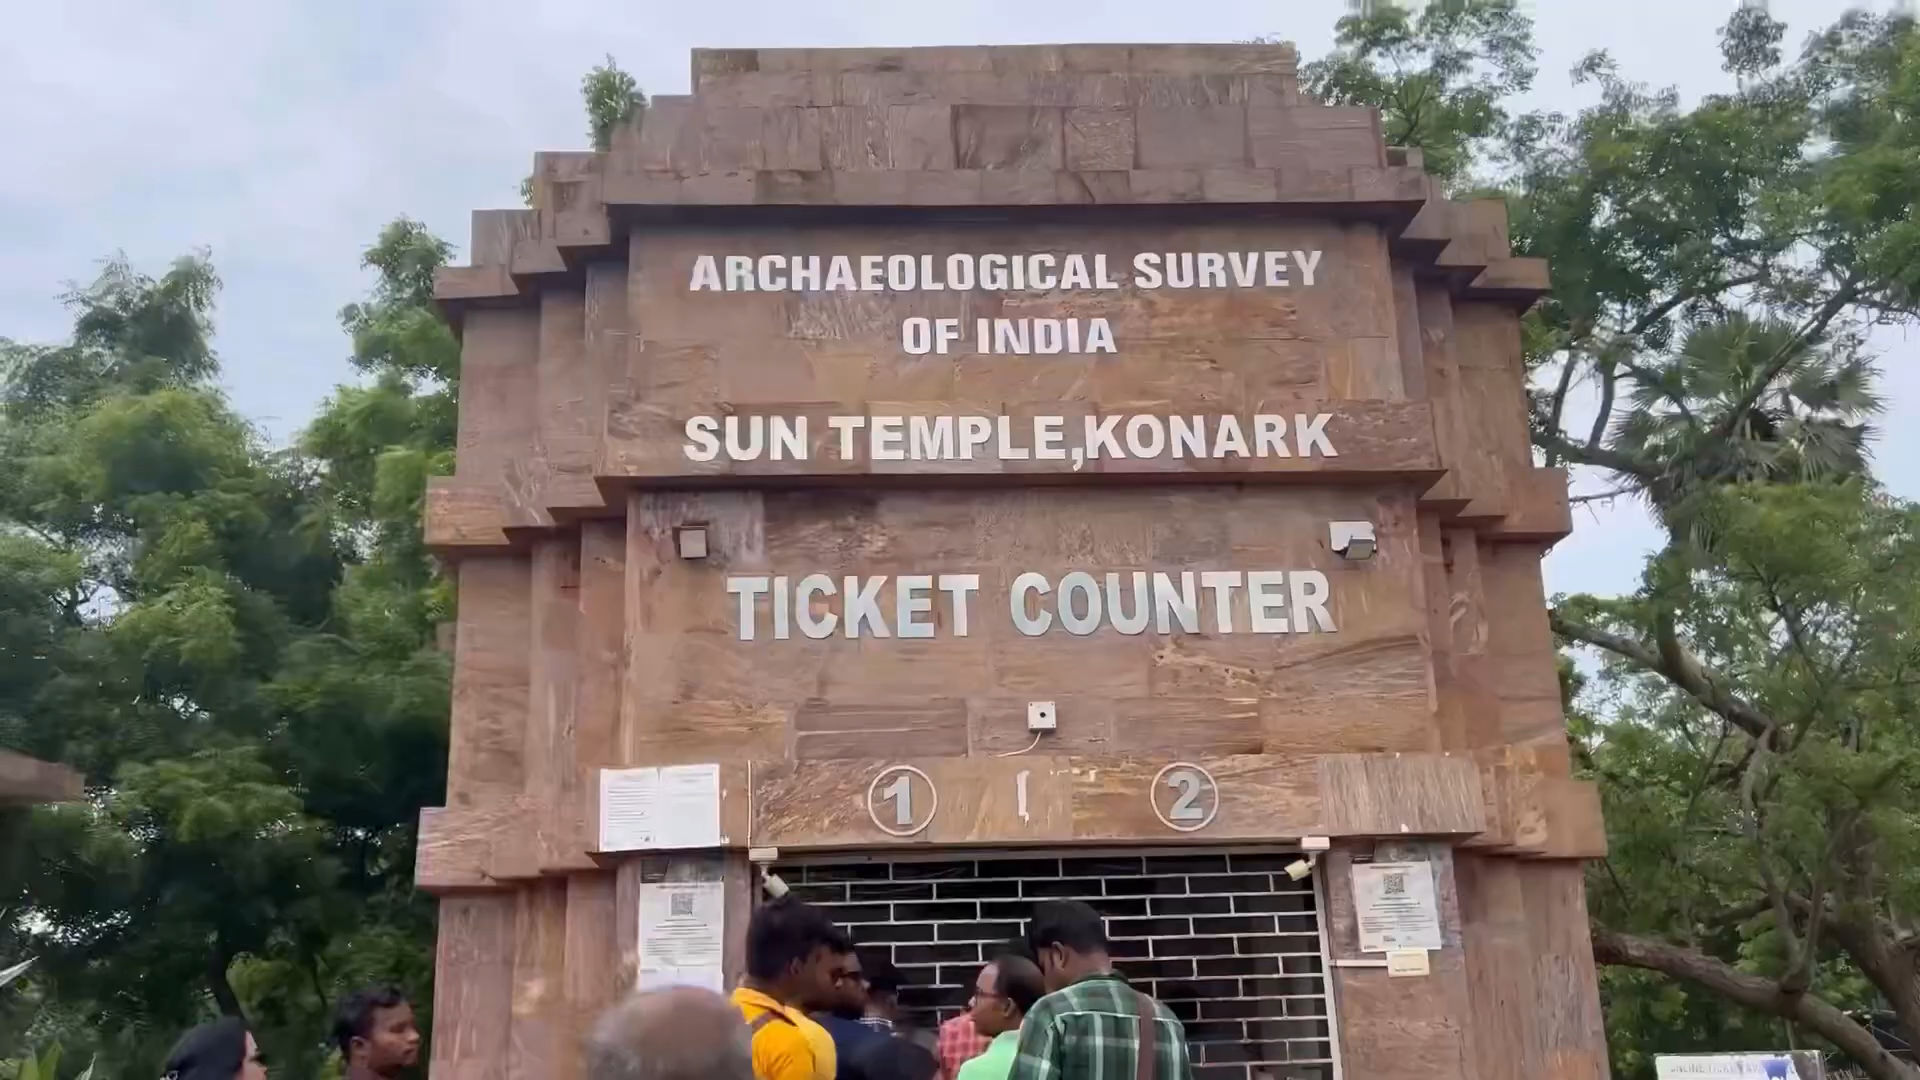 ARCHAEOLOGICAL SURVEY
OF INDIA
SUN TEMPLE,KONARK
TICKET COUNTER
1 2